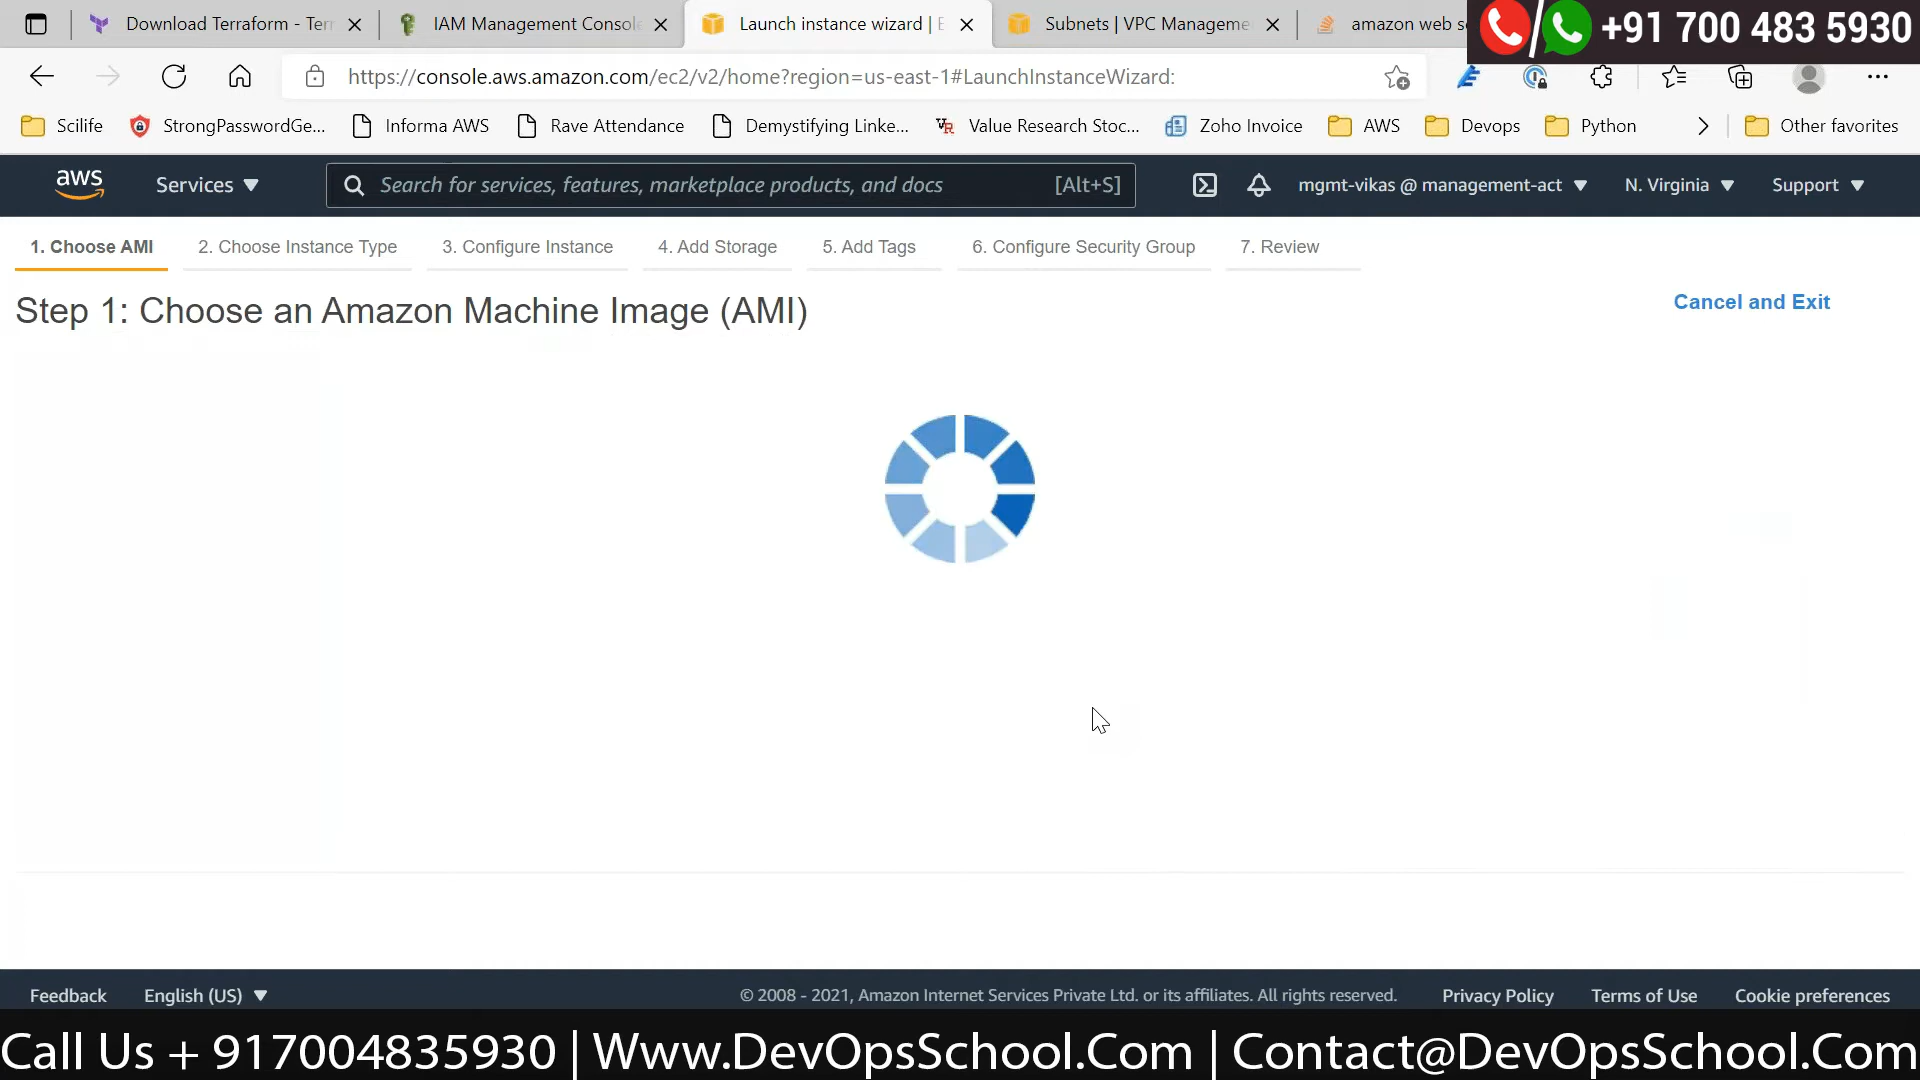 Download Terraform - Ter
IAM Management Consol
Launch instance wizard | E
Subnets | VPC Manageme
amazon web s
+91 700 483 5930
https://console.aws.amazon.com/ec2/v2/home?region=us-east-1#LaunchInstanceWizard:
Scilife
StrongPasswordGe...
Informa AWS
Rave Attendance
Demystifying Linke...
Value Research Stoc...
Zoho Invoice
AWS
Devops
Python
Other favorites
aws
Services
Search for services, features, marketplace products, and docs
[Alt+S]
mgmt-vikas @ management-act
N. Virginia
Support
1. Choose AMI
2. Choose Instance Type
3. Configure Instance
4. Add Storage
5. Add Tags
6. Configure Security Group
7. Review
Step 1: Choose an Amazon Machine Image (AMI)
Cancel and Exit
Feedback
English (US)
© 2008 - 2021, Amazon Internet Services Private Ltd. or its affiliates. All rights reserved.
Privacy Policy
Terms of Use
Cookie preferences
Call Us + 917004835930 | Www.DevOpsSchool.Com | Contact@DevOpsSchool.Com